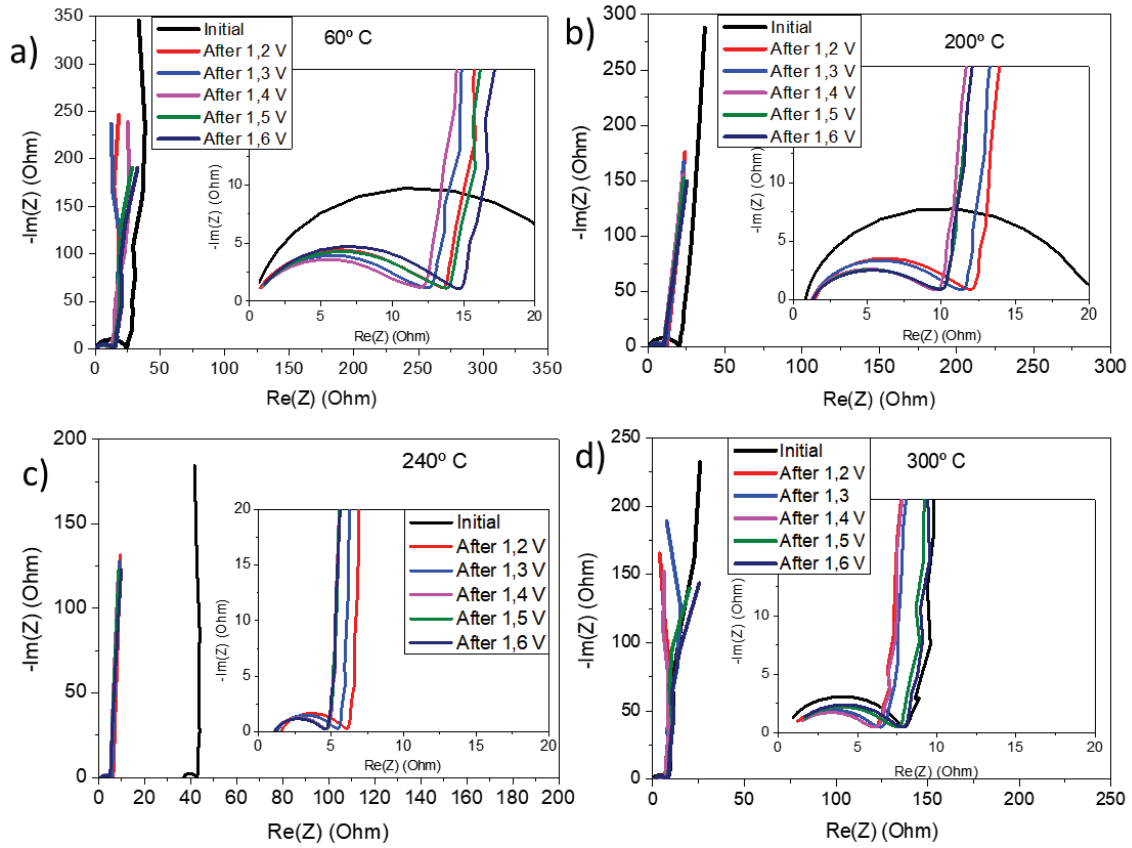 a)
60º C
Initial
After 1,2 V
After 1,3 V
After 1,4 V
After 1,5 V
After 1,6 V
-Im(Z) (Ohm)
350
300
250
200
150
100
50
0
0 50 100 150 200 250 300 350
Re(Z) (Ohm)
-Im(Z) (Ohm)
10
5
0
0 5 10 15 20
Re(Z) (Ohm)
b)
200º C
Initial
After 1,2 V
After 1,3 V
After 1,4 V
After 1,5 V
After 1,6 V
-Im(Z) (Ohm)
300
250
200
150
100
50
0
0 50 100 150 200 250 300
Re(Z) (Ohm)
-Im(Z) (Ohm)
10
5
0
0 5 10 15 20
Re(Z) (Ohm)
c)
240º C
-Im(Z) (Ohm)
200
150
100
50
0
0 20 40 60 80 100 120 140 160 180 200
Re(Z) (Ohm)
Initial
After 1,2 V
After 1,3 V
After 1,4 V
After 1,5 V
After 1,6 V
-Im(Z) (Ohm)
20
15
10
5
0
0 5 10 15 20
Re(Z) (Ohm)
d)
300º C
Initial
After 1,2 V
After 1,3
After 1,4 V
After 1,5 V
After 1,6 V
-Im(Z) (Ohm)
250
200
150
100
50
0
0 50 100 150 200 250
Re(Z) (Ohm)
-Im(Z) (Ohm)
10
5
0
0 5 10 15 20
Re(Z) (Ohm)